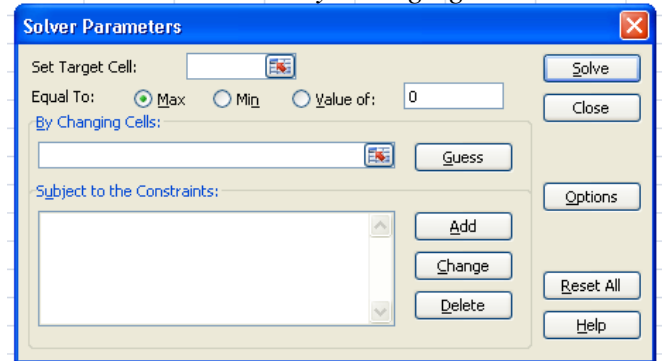 Solver Parameters
Set Target Cell:
Solve
Equal To: Max Min Value of: 0
Close
By Changing Cells:
Guess
Subject to the Constraints:
Options
Add
Change
Reset All
Delete
Help